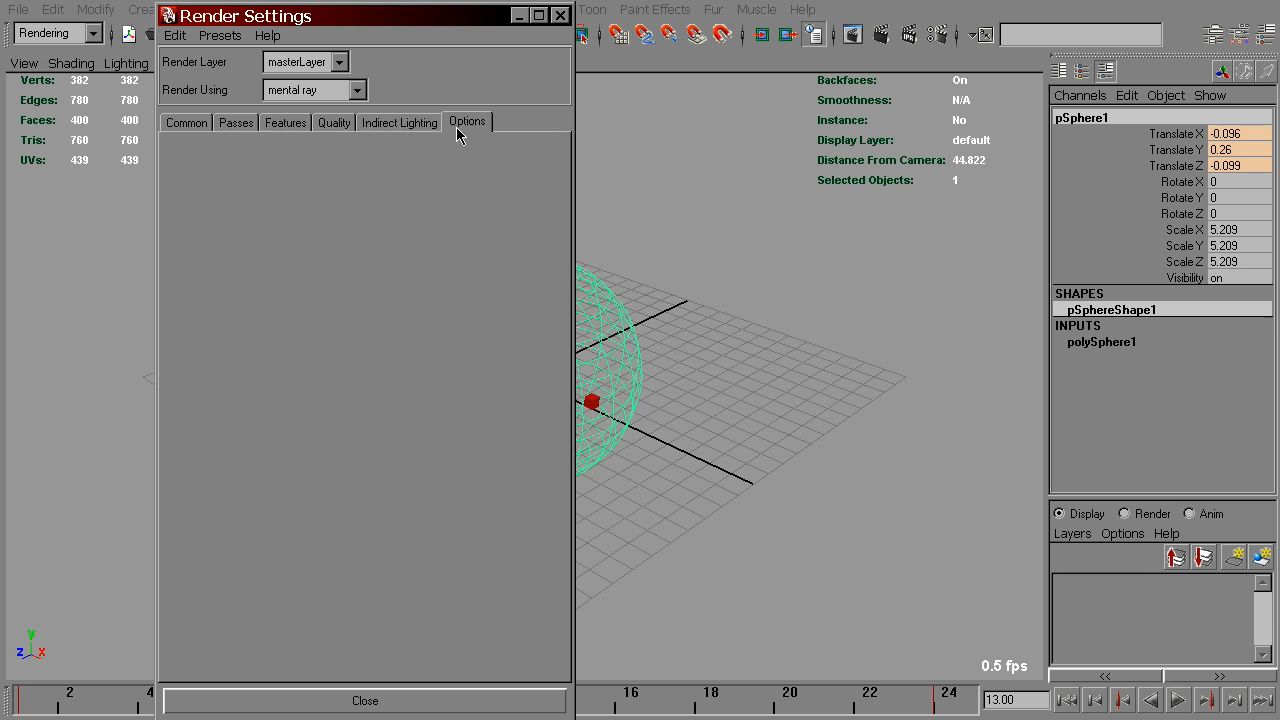 File Edit Modify Toon Paint Effects Fur Muscle Help
Render Settings
Rendering
Edit Presets Help
View Shading Lighting
Render Layer masterLayer
Render Using mental ray
Common Passes Features Quality Indirect Lighting Options
Verts: 382 382
Edges: 780 780
Faces: 400 400
Tris: 760 760
UVs: 439 439
Backfaces: On
Smoothness: N/A
Instance: No
Display Layer: default
Distance From Camera: 44.822
Selected Objects: 1
Channels Edit Object Show
pSphere1
Translate X -0.096
Translate Y 0.26
Translate Z -0.099
Rotate X 0
Rotate Y 0
Rotate Z 0
Scale X 5.209
Scale Y 5.209
Scale Z 5.209
Visibility on
SHAPES
pSphereShape1
INPUTS
polySphere1
Display Render Anim
Layers Options Help
y
z x
0.5 fps
<< >>
2 4 16 18 20 22 24
13.00
Close